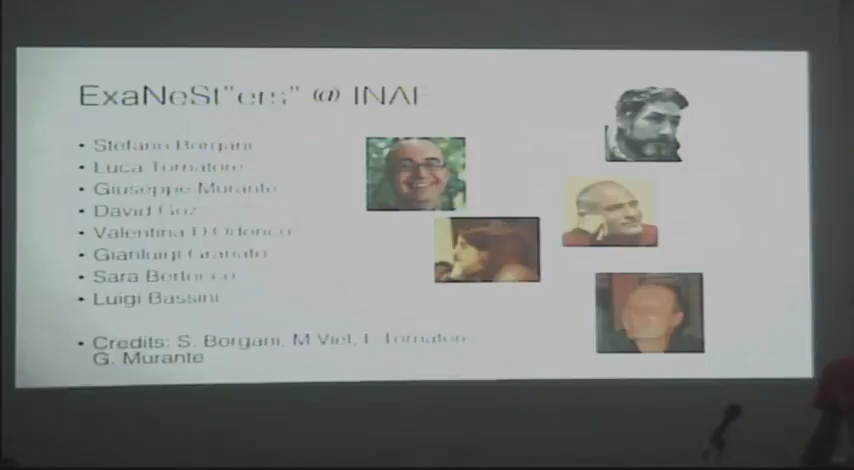 ExaNeSt"ers" @ INAF
• Stefano Borgani
• Luca Tornatore
• Giuseppe Murante
• David Goz
• Valentina D'Odorico
• Gianluigi Granato
• Sara Bertocco
• Luigi Bassini
• Credits: S. Borgani, M Viel, L Tornatore
G. Murante